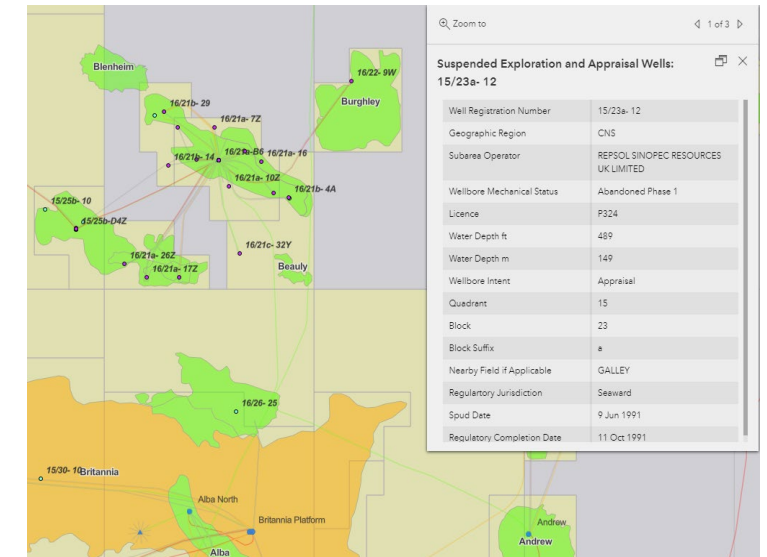 Zoom to
1 of 3
Suspended Exploration and Appraisal Wells:
15/23a- 12
Well Registration Number 15/23a- 12
Geographic Region CNS
Subarea Operator REPSOL SINOPEC RESOURCES
UK LIMITED
Wellbore Mechanical Status Abandoned Phase 1
Licence P324
Water Depth ft 489
Water Depth m 149
Wellbore Intent Appraisal
Quadrant 15
Block 23
Block Suffix a
Nearby Field if Applicable GALLEY
Regulartory Jurisdiction Seaward
Spud Date 9 Jun 1991
Regulatory Completion Date 11 Oct 1991
Blenheim
16/22- 9W
Burghley
16/21b- 29
16/21a- 7Z
16/21b- 14
16/21a-B6
16/21a- 16
16/21a- 10Z
16/21b- 4A
15/25b- 10
15/25b-D4Z
16/21c- 32Y
16/21a- 26Z
16/21a- 17Z
Beauly
16/26- 25
15/30- 10
Britannia
Alba North
Britannia Platform
Alba
Andrew
Andrew